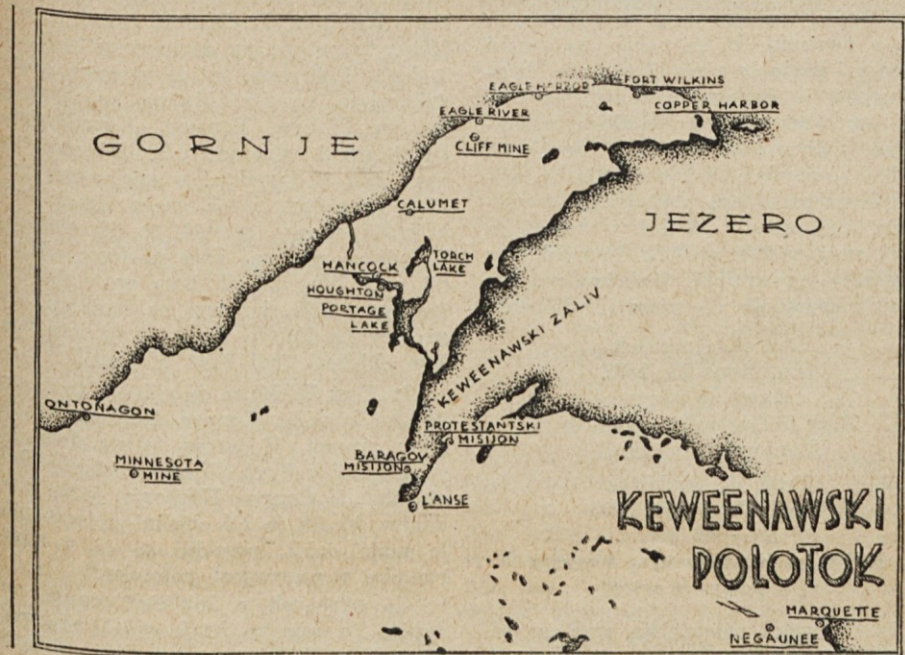 EAGLE HARZOR
FORT WILKINS
COPPER HARBOR
EAGLE RIVER
CLIFF MINE
GORNJE
CALUMET
JEZERO
HANCOCK
TORCH
LAKE
HOUGHTON
PORTAGE
LAKE
KEWEENAWSKI ZALIV
ONTONAGON
PROTESTANTSKI
MISIJON
MINNESOTA
MINE
BARAGOV
MISIJON
L'ANSE
KEWEENAWSKI
POLOTOK
MARQUETTE
NEGAUNEE